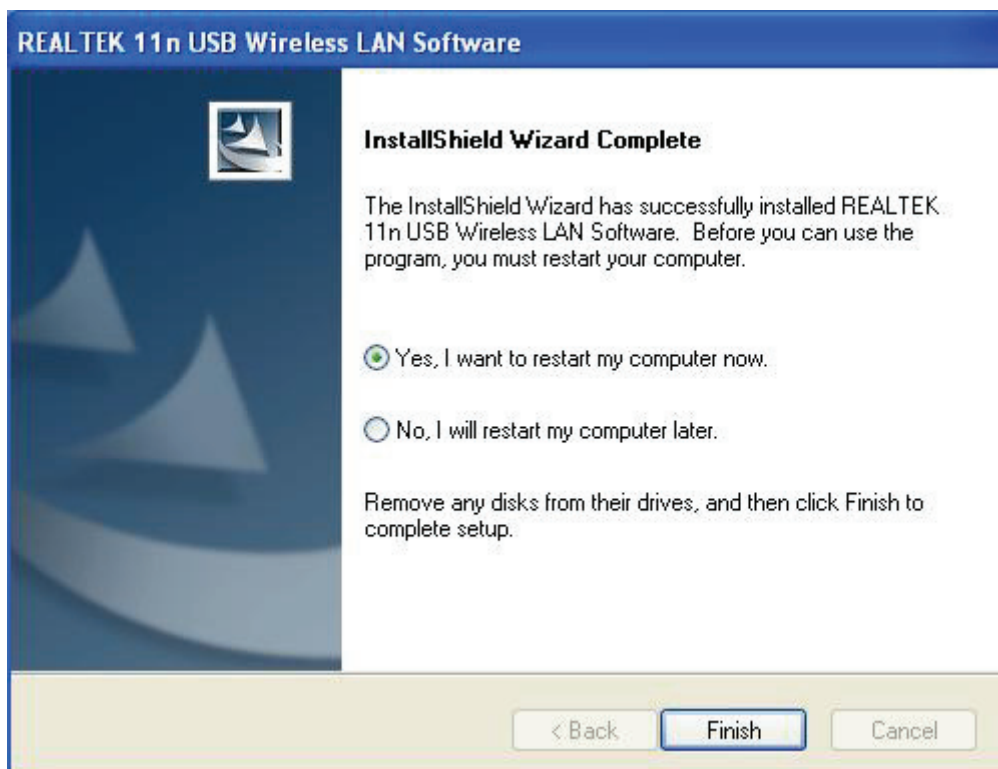 REALTEK 11n USB Wireless LAN Software
InstallShield Wizard Complete
The InstallShield Wizard has successfully installed REALTEK
11n USB Wireless LAN Software.  Before you can use the
program, you must restart your computer.
Yes, I want to restart my computer now.
No, I will restart my computer later.
Remove any disks from their drives, and then click Finish to
complete setup.
< Back Finish Cancel